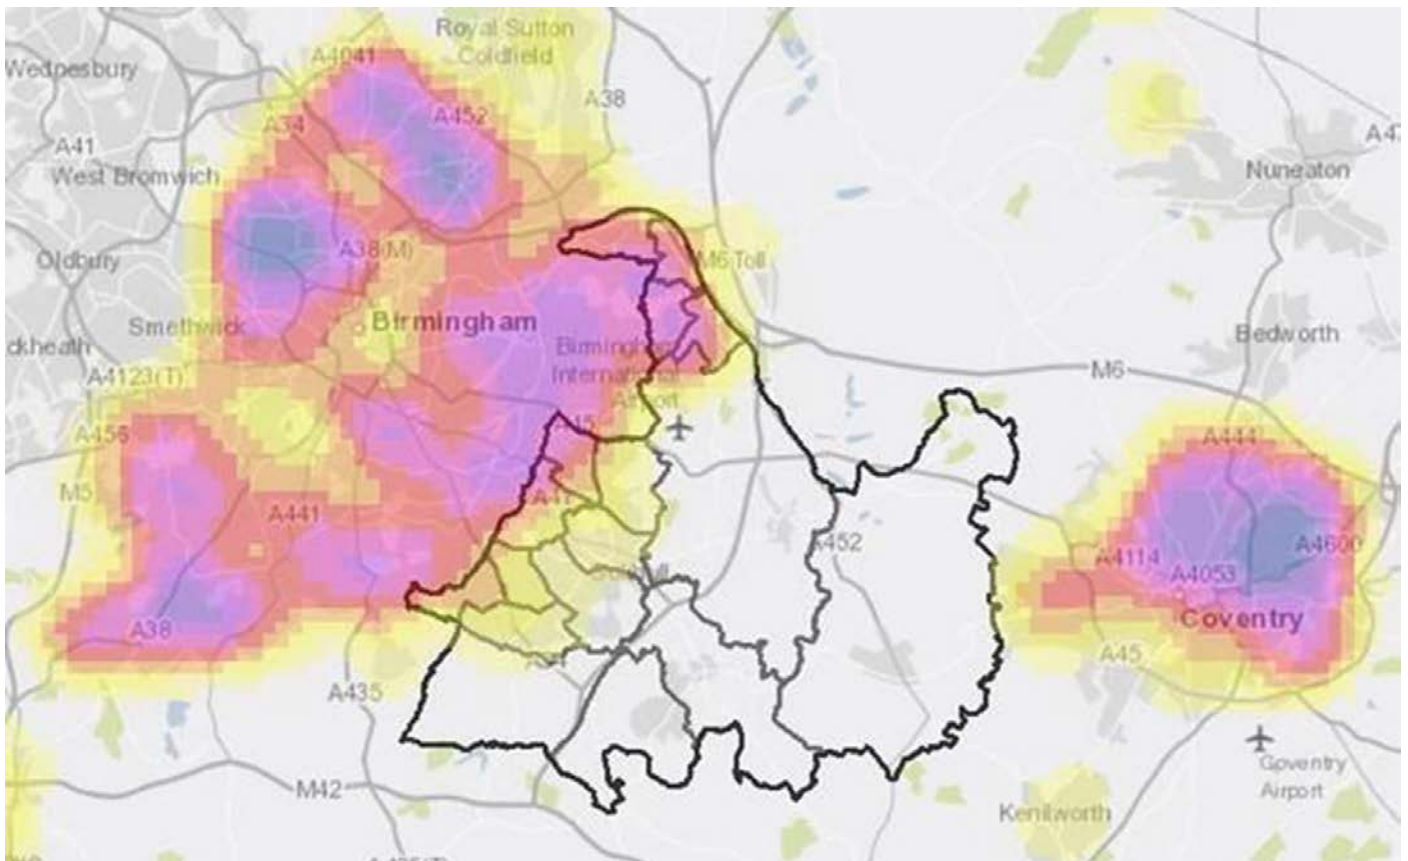 Royal Sutton
Coldfield
A4041
Wednesbury
A38
A452
A34
A41
West Bromwich
Nuneaton
A38(M)
M6 Toll
Oldbury
Smethwick
Birmingham
Birmingham
International
Airport
Bedworth
M6
A4123(T)
A45
A456
A444
M5
A41
A441
A452
A4114
A4600
A4053
Coventry
A38
A45
A435
M42
Coventry
Airport
Kenilworth